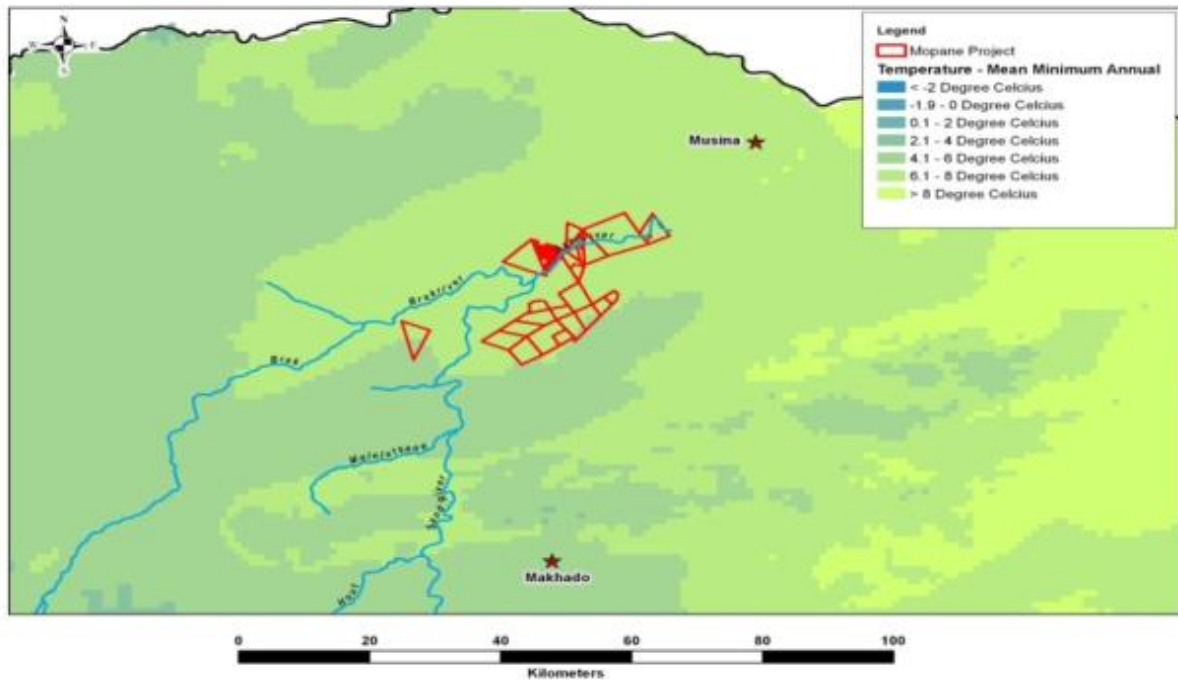 N
W E
S
Legend
Mopane Project
Temperature - Mean Minimum Annual
< -2 Degree Celcius
-1.9 - 0 Degree Celcius
0.1 - 2 Degree Celcius
2.1 - 4 Degree Celcius
4.1 - 6 Degree Celcius
6.1 - 8 Degree Celcius
> 8 Degree Celcius
Musina
Brakrivier
Brak
Hout
Makhado
0 20 40 60 80 100
Kilometers